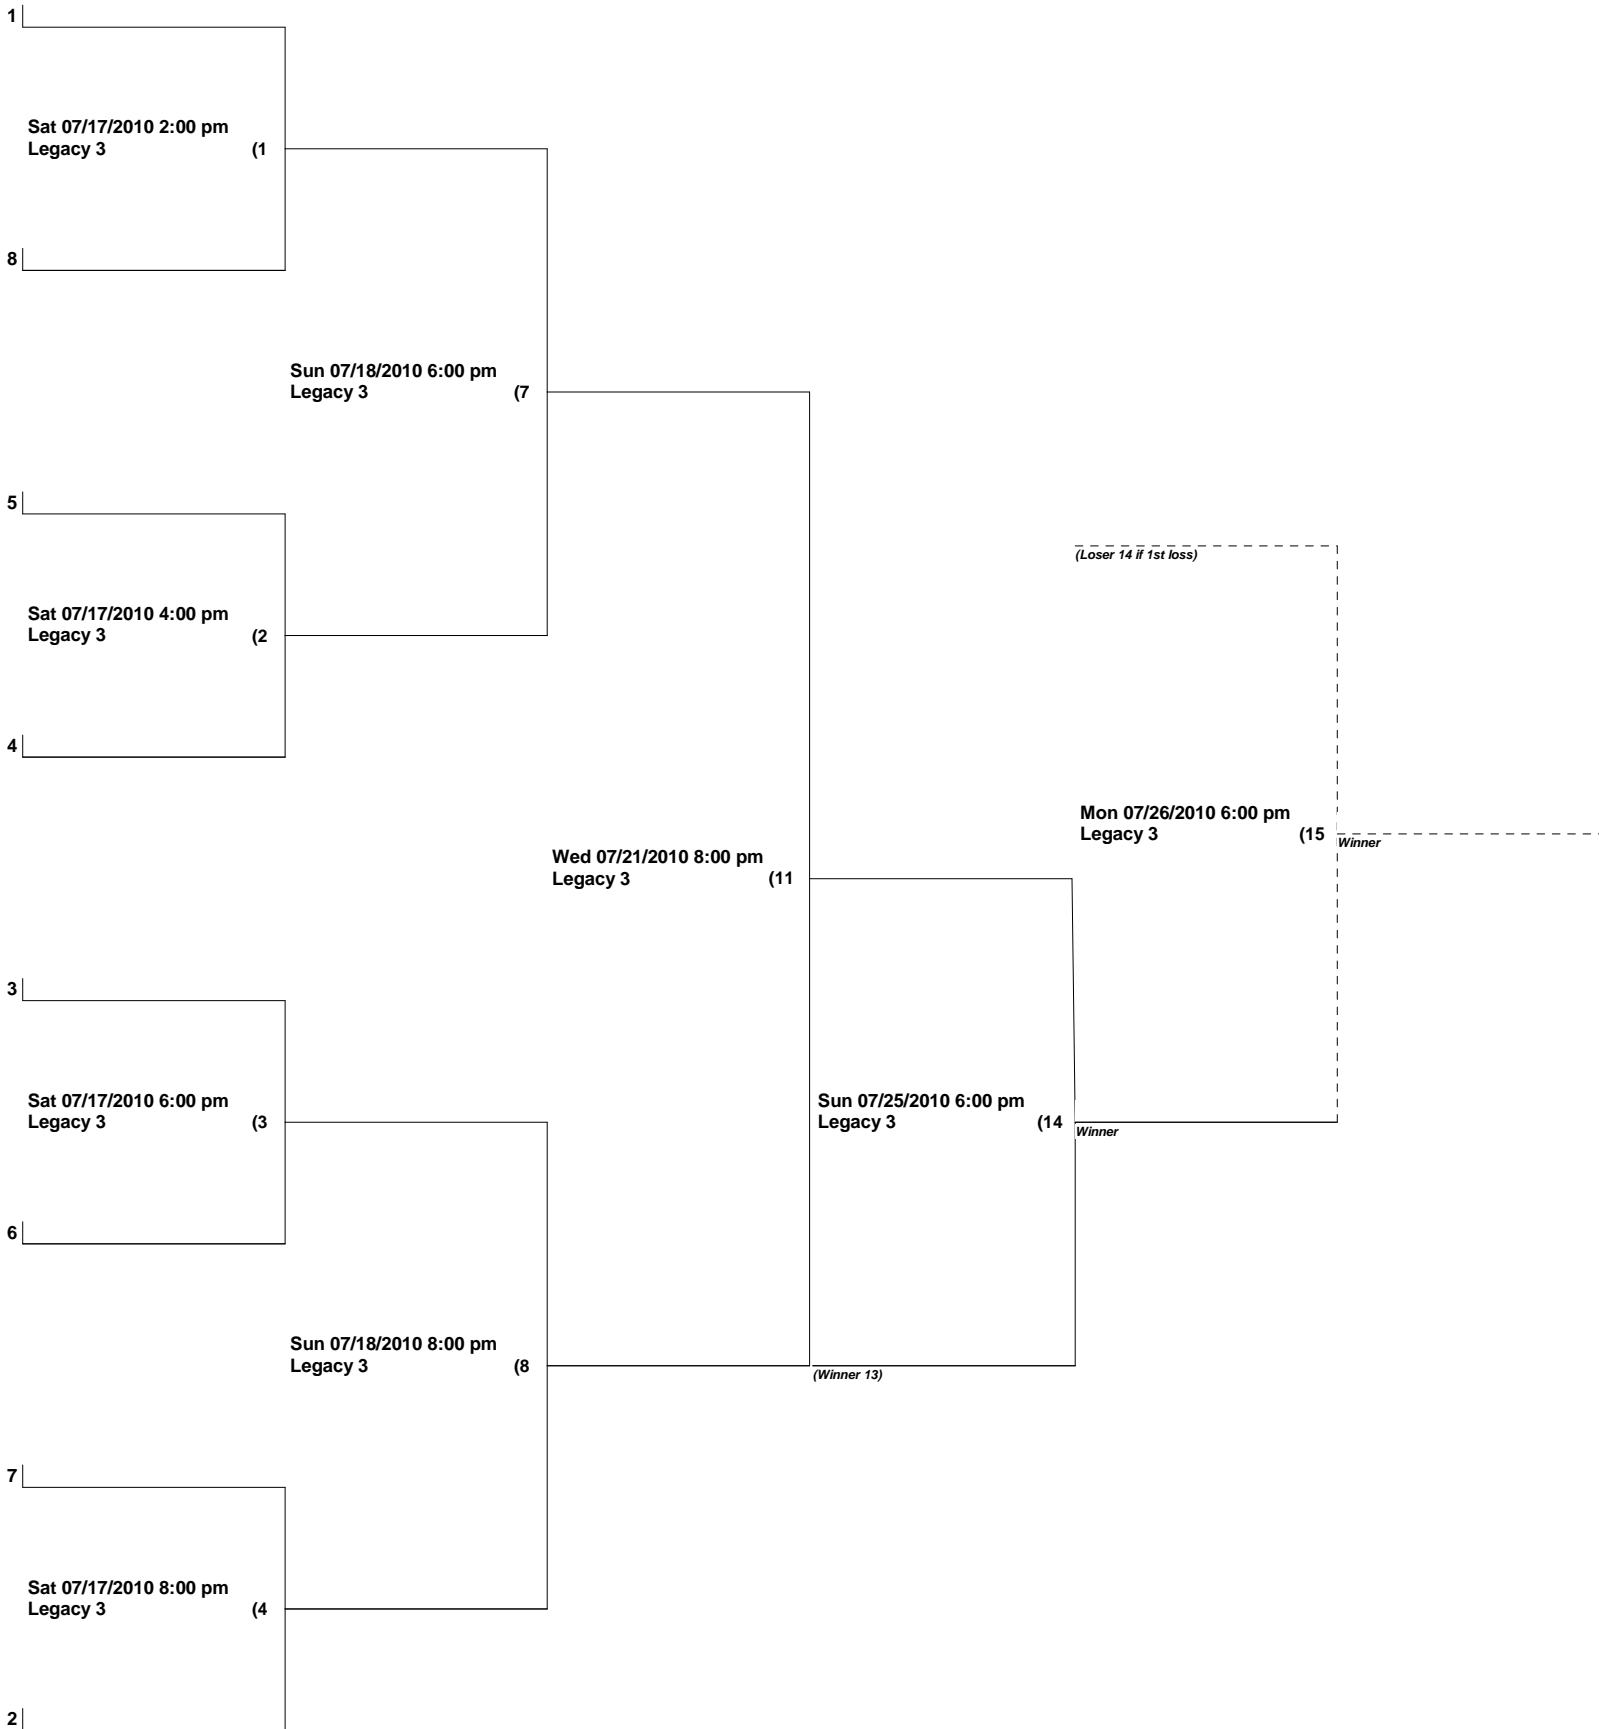 1
Sat 07/17/2010 2:00 pm
Legacy 3 (1
8
Sun 07/18/2010 6:00 pm
Legacy 3 (7
5
(Loser 14 if 1st loss)
Sat 07/17/2010 4:00 pm
Legacy 3 (2
4
Mon 07/26/2010 6:00 pm
Legacy 3 (15
Winner
Wed 07/21/2010 8:00 pm
Legacy 3 (11
3
Sat 07/17/2010 6:00 pm
Legacy 3 (3
Sun 07/25/2010 6:00 pm
Legacy 3 (14
Winner
6
Sun 07/18/2010 8:00 pm
Legacy 3 (8
(Winner 13)
7
Sat 07/17/2010 8:00 pm
Legacy 3 (4
2